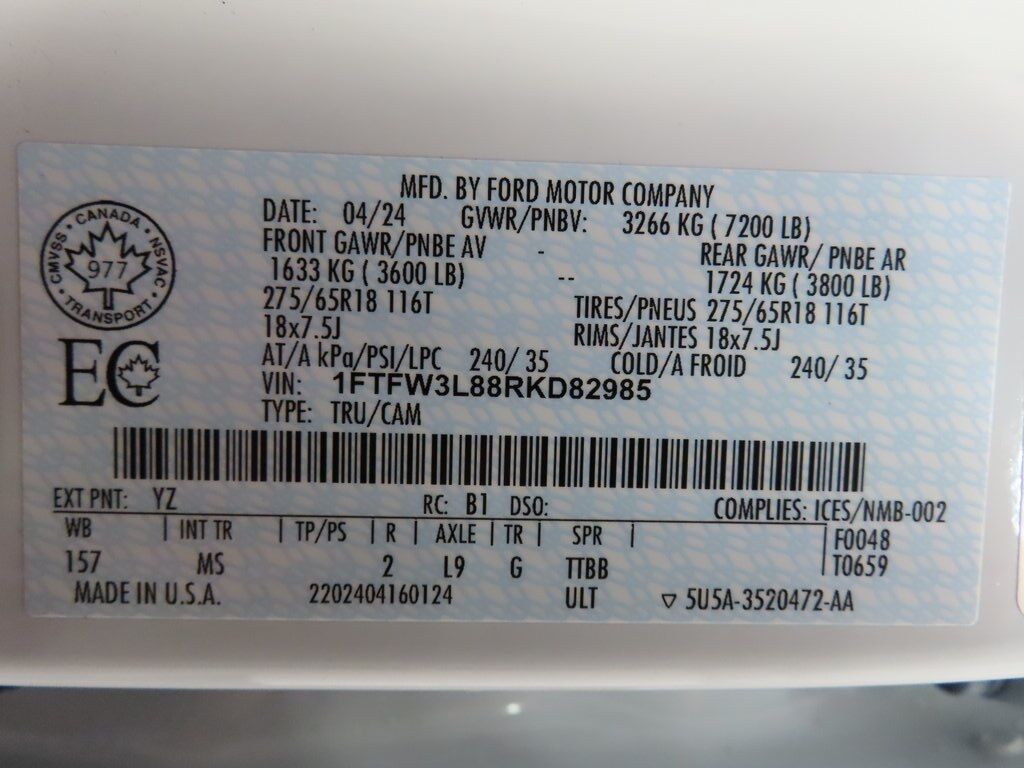 MFD. BY FORD MOTOR COMPANY
DATE: 04/24 GVWR/PNBV: 3266 KG ( 7200 LB)
FRONT GAWR/PNBE AV - REAR GAWR/ PNBE AR
1633 KG ( 3600 LB) -- 1724 KG ( 3800 LB)
275/65R18 116T TIRES/PNEUS 275/65R18 116T
18x7.5J RIMS/JANTES 18x7.5J
AT/A kPa/PSI/LPC 240/ 35 COLD/A FROID 240/ 35
VIN: 1FTFW3L88RKD82985
TYPE: TRU/CAM
CANADA
CMVSS • NSVAC
977
TRANSPORT
EC
EXT PNT: YZ RC: B1 DSO: COMPLIES: ICES/NMB-002
WB | INT TR | TP/PS | R | AXLE | TR | SPR | F0048
157 MS 2 L9 G TTBB T0659
MADE IN U.S.A. 2202404160124 ULT ▽ 5U5A-3520472-AA